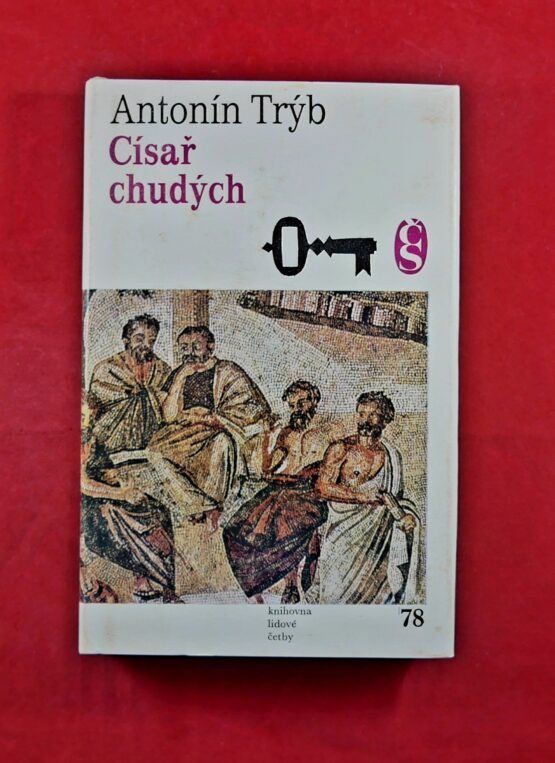 Antonín Trýb
Císař
chudých
ČS
knihovna
lidové
četby
78